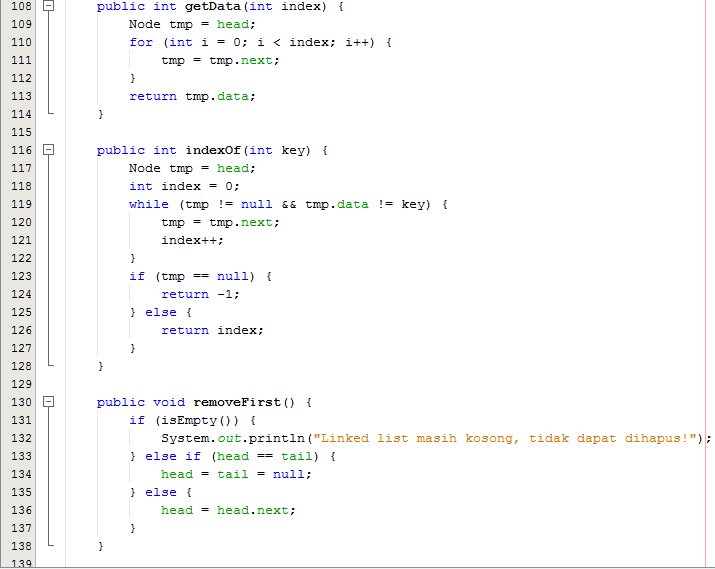 108 public int getData(int index) {
109 Node tmp = head;
110 for (int i = 0; i < index; i++) {
111 tmp = tmp.next;
112 }
113 return tmp.data;
114 }
115
116 public int indexOf(int key) {
117 Node tmp = head;
118 int index = 0;
119 while (tmp != null && tmp.data != key) {
120 tmp = tmp.next;
121 index++;
122 }
123 if (tmp == null) {
124 return -1;
125 } else {
126 return index;
127 }
128 }
129
130 public void removeFirst() {
131 if (isEmpty()) {
132 System.out.println("Linked list masih kosong, tidak dapat dihapus!");
133 } else if (head == tail) {
134 head = tail = null;
135 } else {
136 head = head.next;
137 }
138 }
139